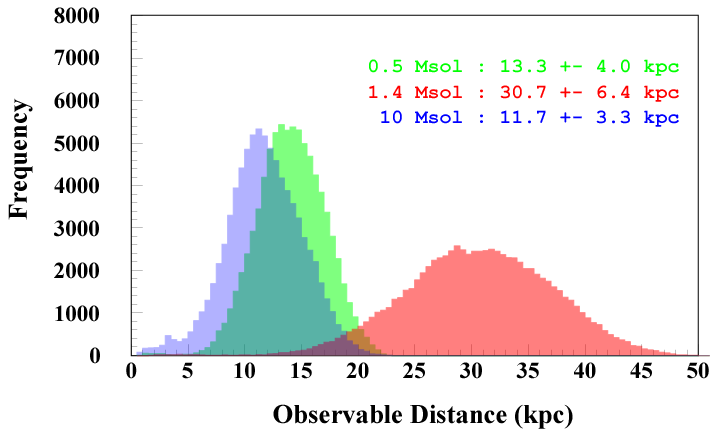 8000
7000
6000
5000
4000
3000
2000
1000
0
Frequency
0.5 Msol : 13.3 +- 4.0 kpc
1.4 Msol : 30.7 +- 6.4 kpc
10 Msol : 11.7 +- 3.3 kpc
0 5 10 15 20 25 30 35 40 45 50
Observable Distance (kpc)